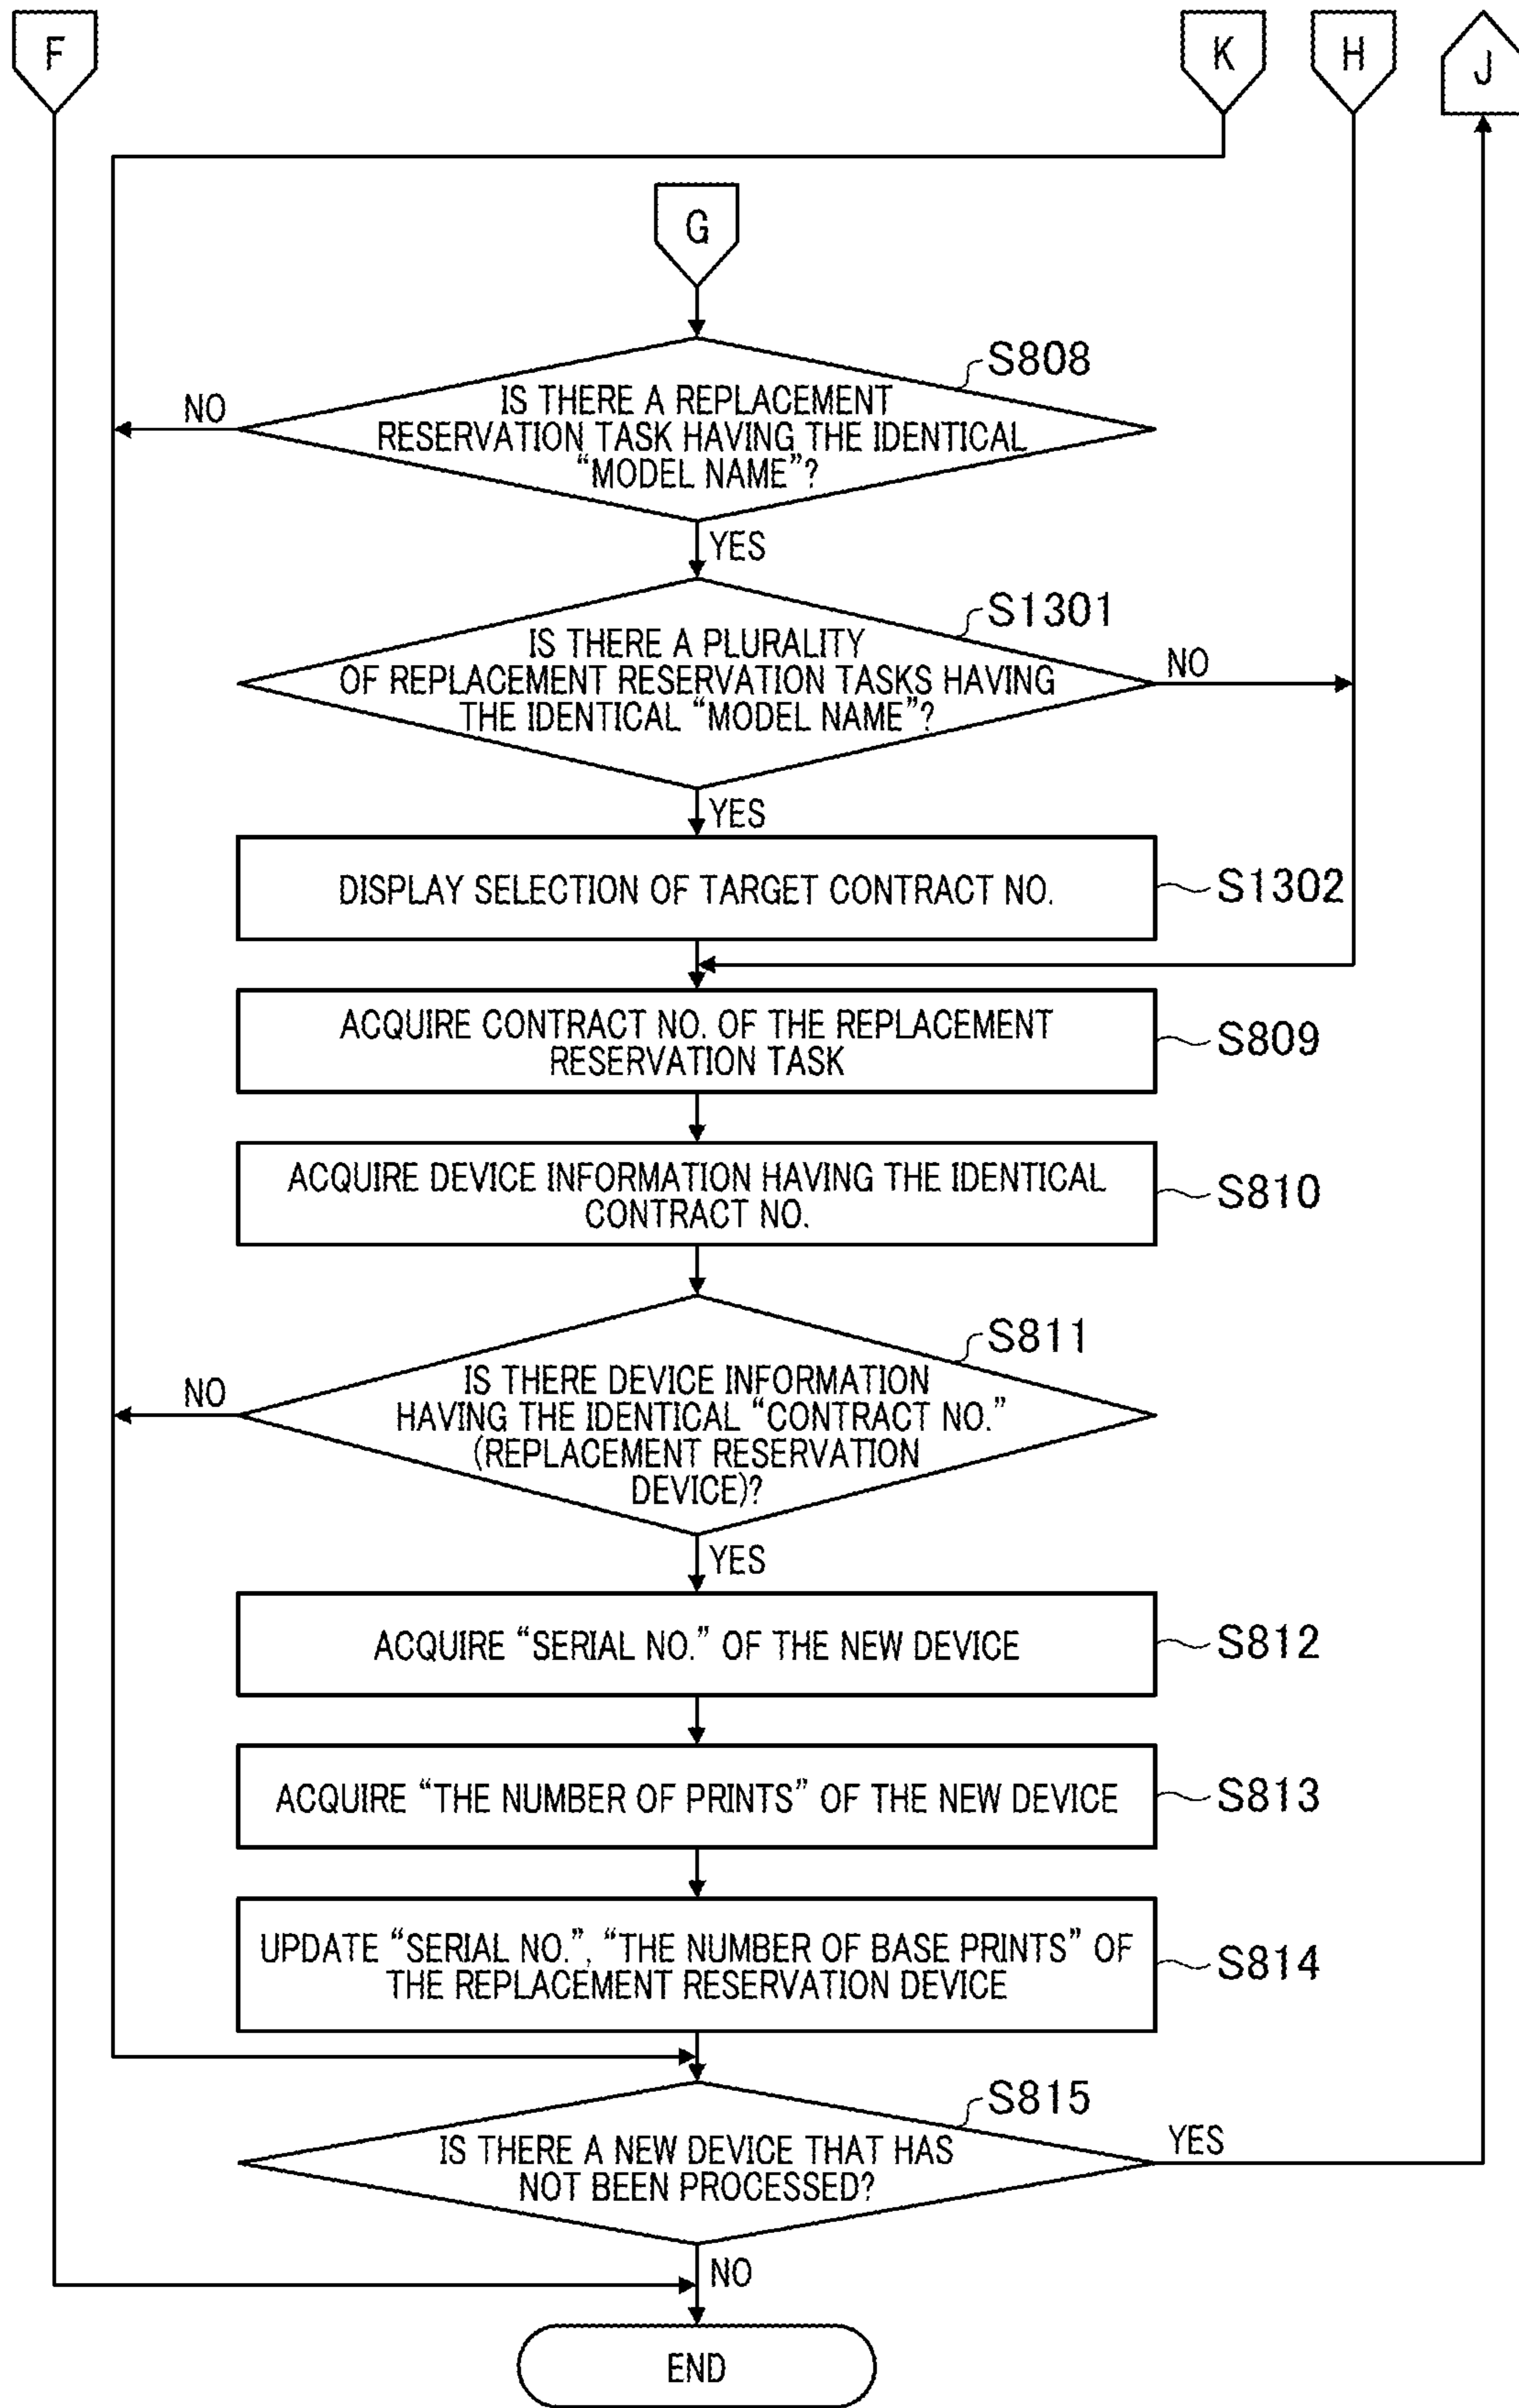 F
K
H
J
G
S808
IS THERE A REPLACEMENT
RESERVATION TASK HAVING THE IDENTICAL
“MODEL NAME”?
NO
YES
S1301
IS THERE A PLURALITY
OF REPLACEMENT RESERVATION TASKS HAVING
THE IDENTICAL “MODEL NAME”?
NO
YES
DISPLAY SELECTION OF TARGET CONTRACT NO.
S1302
ACQUIRE CONTRACT NO. OF THE REPLACEMENT
RESERVATION TASK
S809
ACQUIRE DEVICE INFORMATION HAVING THE IDENTICAL
CONTRACT NO.
S810
S811
IS THERE DEVICE INFORMATION
HAVING THE IDENTICAL “CONTRACT NO.”
(REPLACEMENT RESERVATION
DEVICE)?
NO
YES
ACQUIRE “SERIAL NO.” OF THE NEW DEVICE
S812
ACQUIRE “THE NUMBER OF PRINTS” OF THE NEW DEVICE
S813
UPDATE “SERIAL NO.”, “THE NUMBER OF BASE PRINTS” OF
THE REPLACEMENT RESERVATION DEVICE
S814
S815
IS THERE A NEW DEVICE THAT HAS
NOT BEEN PROCESSED?
YES
NO
END